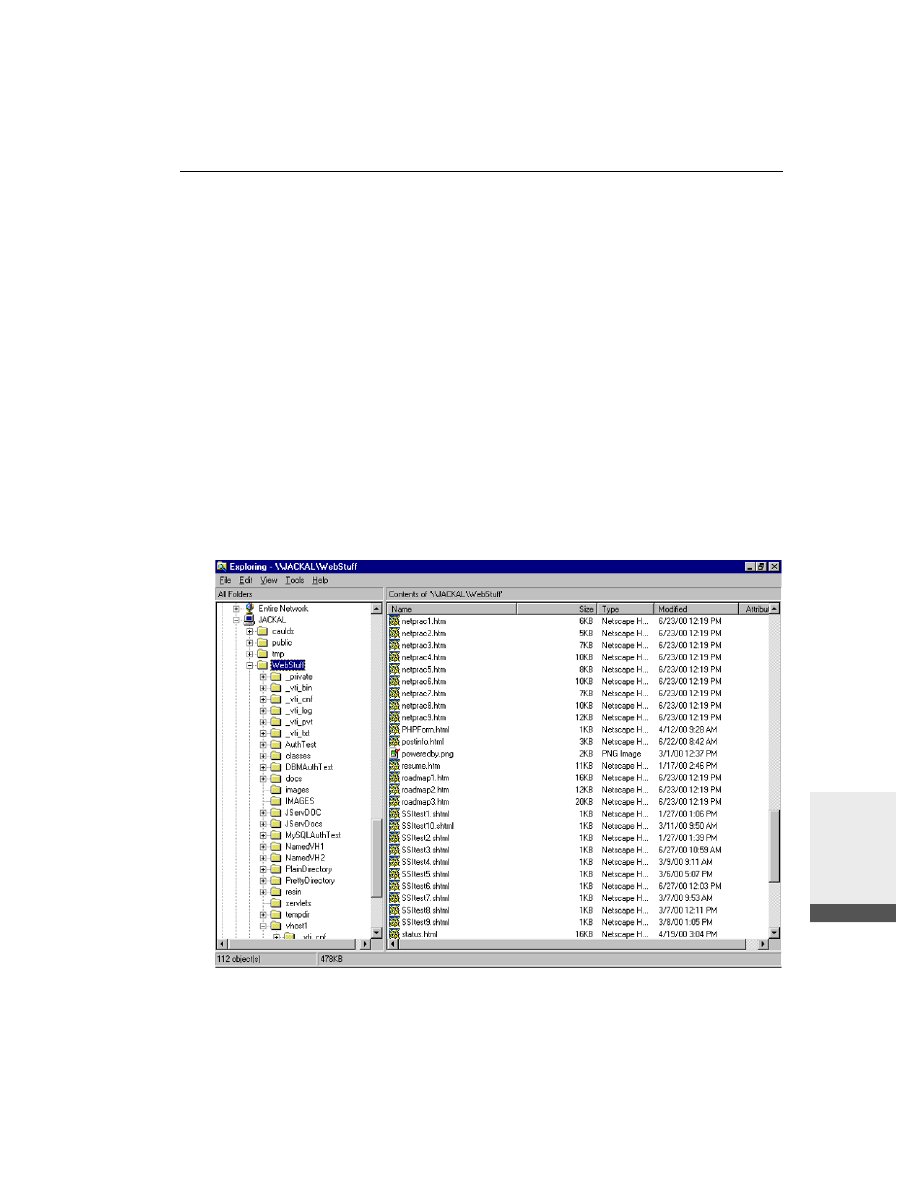 Exploring - \\JACKAL\WebStuff
File Edit View Tools Help
All Folders
Contents of '\\JACKAL\WebStuff'
Entire Network
JACKAL
cauldx
public
tmp
WebStuff
_private
_vti_bin
_vti_cnf
_vti_log
_vti_pvt
_vti_txt
AuthTest
classes
DBMAuthText
docs
images
IMAGES
JServDOC
JServDocs
MySQLAuthText
NamedVH1
NamedVH2
PlainDirectory
PrettyDirectory
resin
servlets
tempdir
vhost1
_vti_cnf
Name Size Type Modified Attribut
netprac1.htm 6KB Netscape H... 6/23/00 12:19 PM
netprac2.htm 5KB Netscape H... 6/23/00 12:19 PM
netprac3.htm 7KB Netscape H... 6/23/00 12:19 PM
netprac4.htm 10KB Netscape H... 6/23/00 12:19 PM
netprac5.htm 8KB Netscape H... 6/23/00 12:19 PM
netprac6.htm 10KB Netscape H... 6/23/00 12:19 PM
netprac7.htm 7KB Netscape H... 6/23/00 12:19 PM
netprac8.htm 10KB Netscape H... 6/23/00 12:19 PM
netprac9.htm 12KB Netscape H... 6/23/00 12:19 PM
PHPForm.html 1KB Netscape H... 4/12/00 9:28 AM
postinfo.html 3KB Netscape H... 6/22/00 8:42 AM
poweredby.png 2KB PNG Image 3/1/00 12:37 PM
resume.htm 11KB Netscape H... 1/17/00 2:46 PM
roadmap1.htm 16KB Netscape H... 6/23/00 12:19 PM
roadmap2.htm 12KB Netscape H... 6/23/00 12:19 PM
roadmap3.htm 20KB Netscape H... 6/23/00 12:19 PM
SSItest1.shtml 1KB Netscape H... 1/27/00 1:06 PM
SSItest10.shtml 1KB Netscape H... 3/11/00 9:50 AM
SSItest2.shtml 1KB Netscape H... 1/27/00 1:39 PM
SSItest3.shtml 1KB Netscape H... 6/27/00 10:59 AM
SSItest4.shtml 1KB Netscape H... 3/9/00 9:11 AM
SSItest5.shtml 1KB Netscape H... 3/6/00 5:07 PM
SSItest6.shtml 1KB Netscape H... 6/27/00 12:03 PM
SSItest7.shtml 1KB Netscape H... 3/7/00 9:53 AM
SSItest8.shtml 1KB Netscape H... 3/7/00 12:11 PM
SSItest9.shtml 1KB Netscape H... 3/8/00 1:05 PM
status.html 16KB Netscape H... 4/19/00 3:04 PM
112 object(s) 478KB